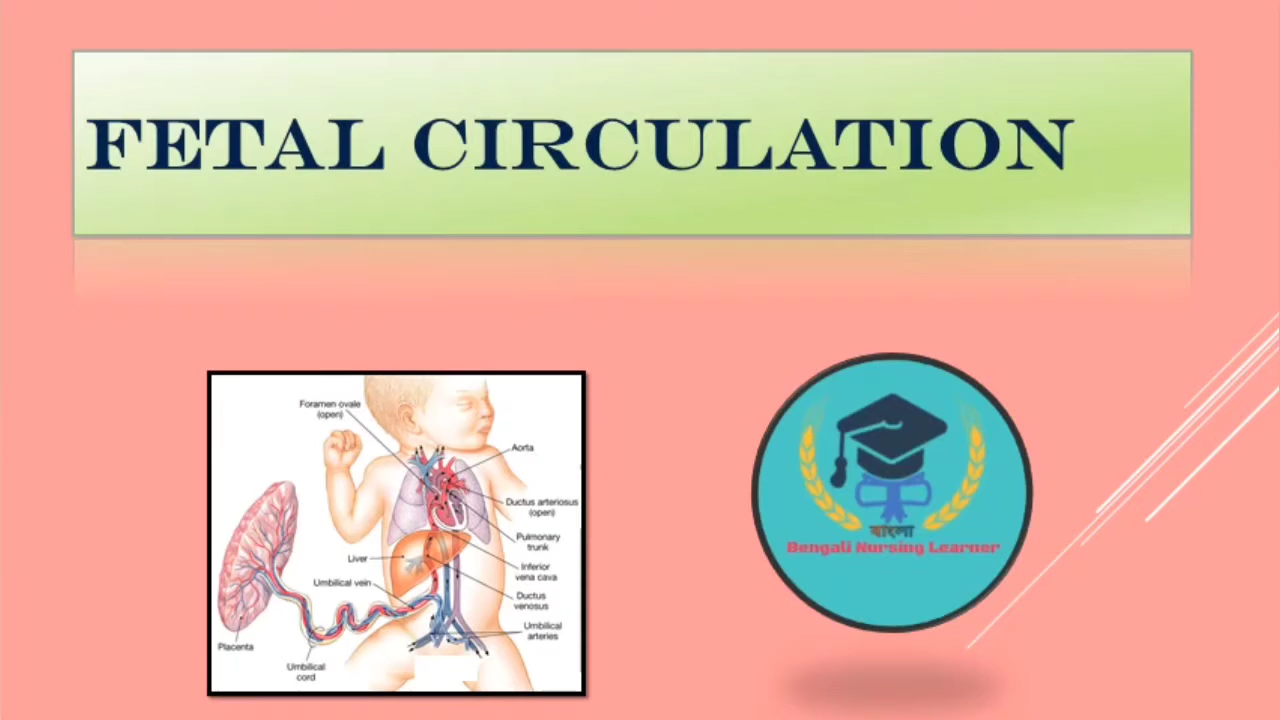 FETAL CIRCULATION
Foramen ovale
(open)
Aorta
Ductus arteriosus
(open)
Pulmonary
trunk
Liver
Inferior
vena cava
Umbilical vein
Ductus
venosus
Umbilical
arteries
Placenta
Umbilical
cord
বাংলা
Bengali Nursing Learner